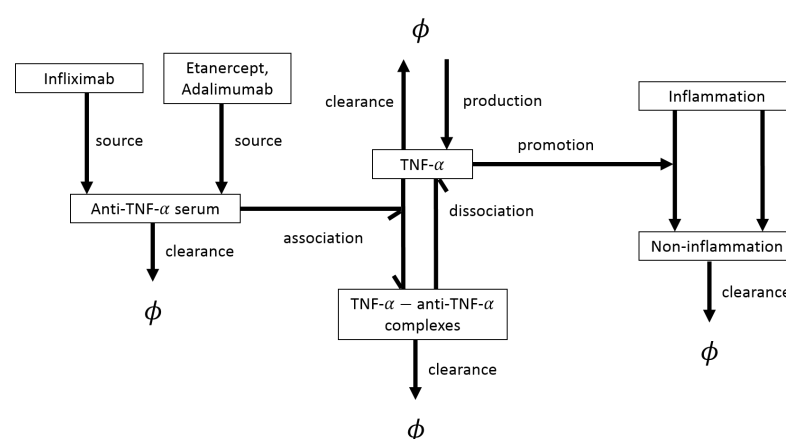 ϕ
Infliximab
Etanercept,
Adalimumab
Inflammation
clearance
production
source
source
promotion
TNF-α
Anti-TNF-α serum
dissociation
association
Non-inflammation
clearance
clearance
ϕ
TNF-α − anti-TNF-α
complexes
ϕ
clearance
ϕ